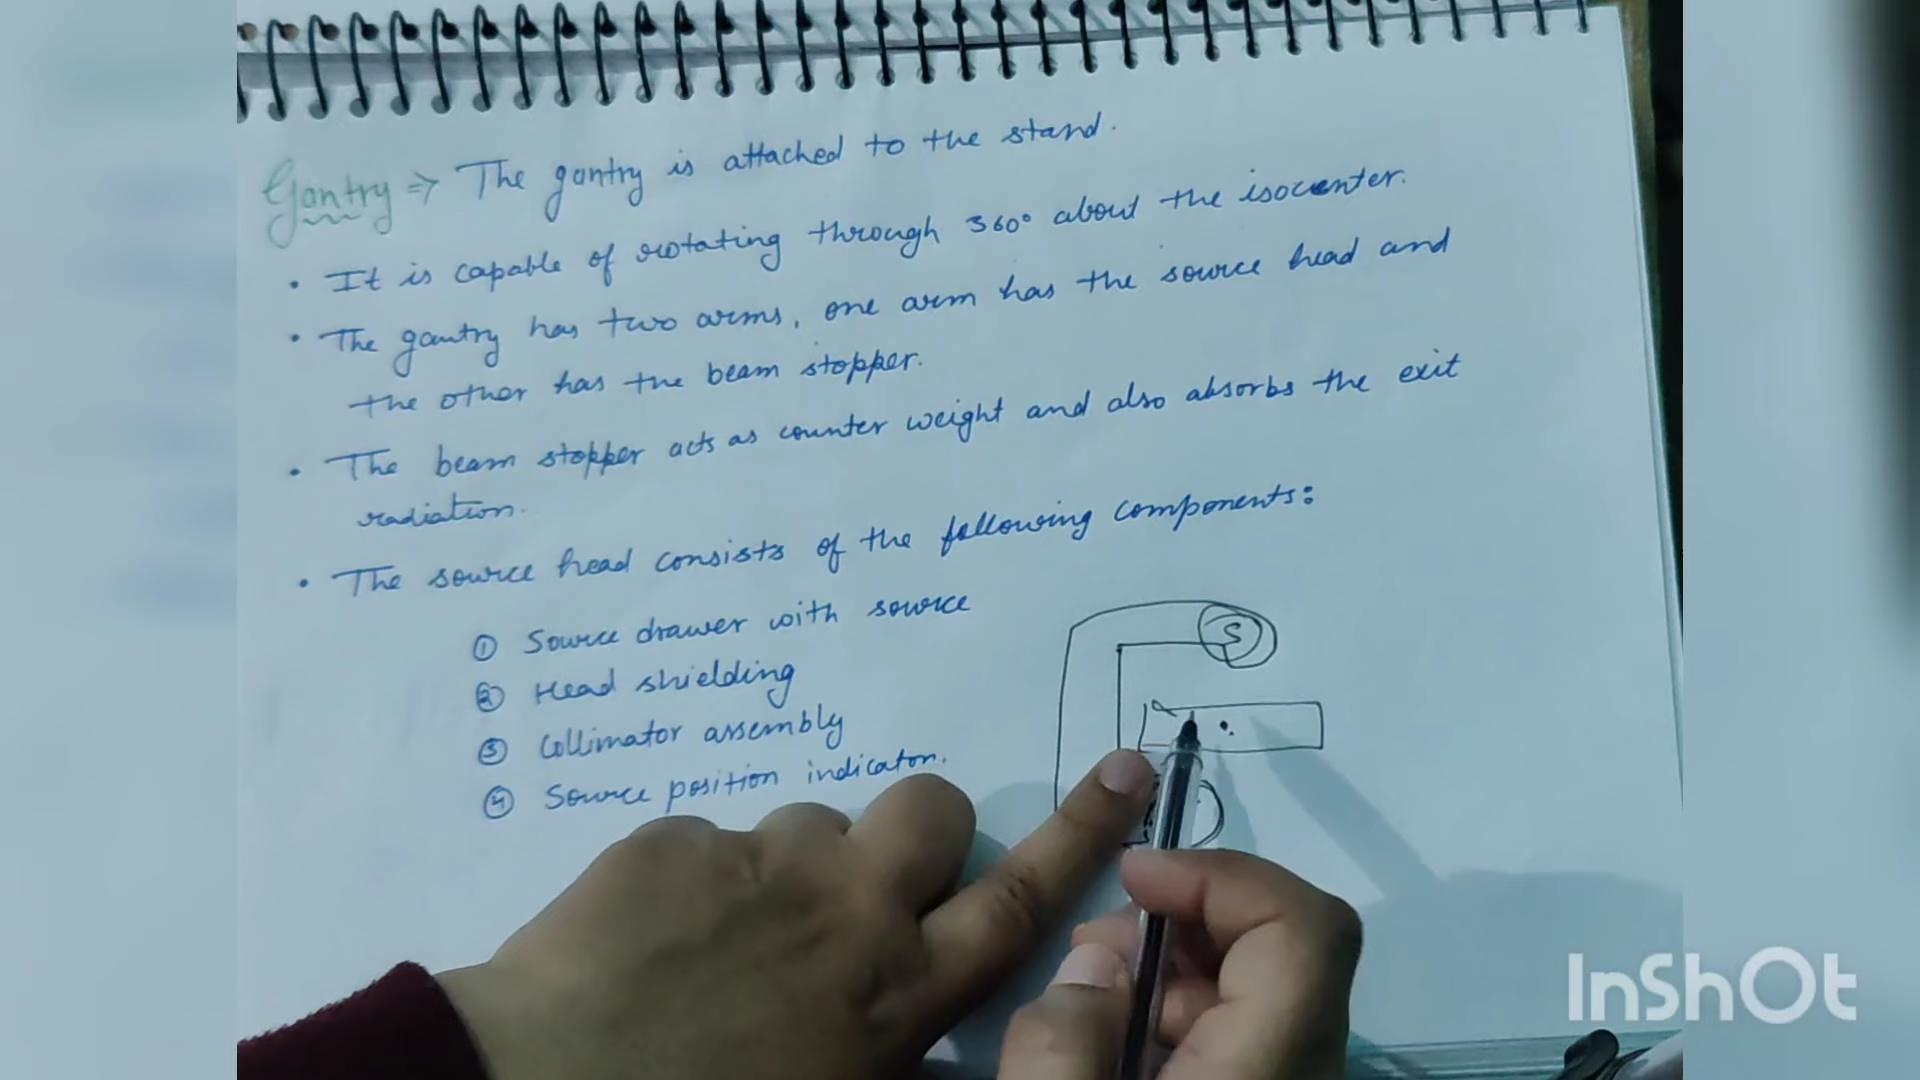 Gantry ⇒ The gantry is attached to the stand.
• It is capable of rotating through 360° about the isocenter.
• The gantry has two arms, one arm has the source head and
the other has the beam stopper.
• The beam stopper acts as counter weight and also absorbs the exit
radiation.
• The source head consists of the following components:
① Source drawer with source
② Head shielding
③ Collimator assembly
④ Source position indicator.
S
InShOt